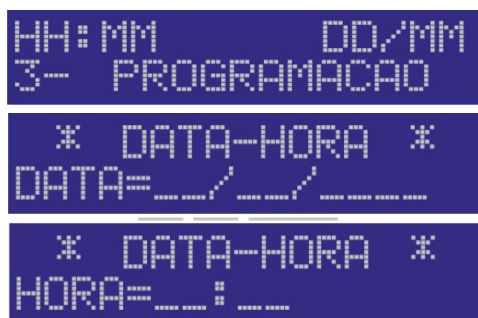 HH:MM DD/MM
3- PROGRAMACAO
* DATA-HORA *
DATA=__/__/____
* DATA-HORA *
HORA=__:__